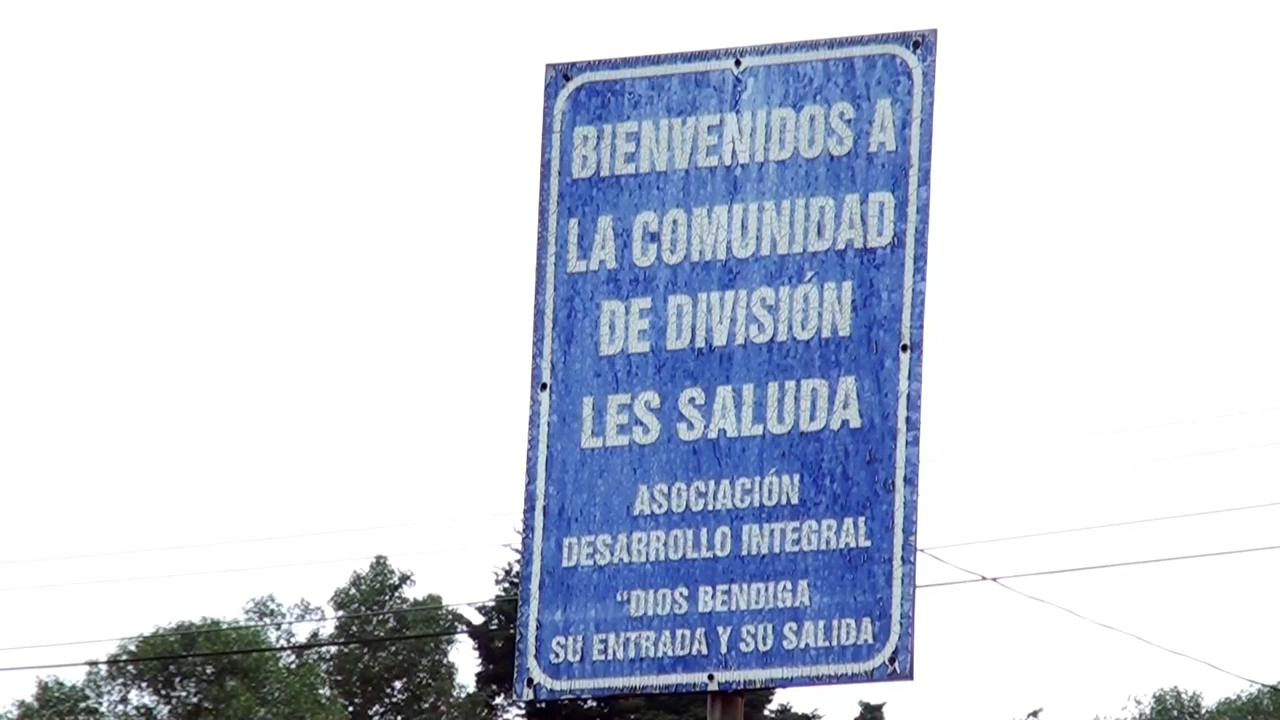 BIENVENIDOS A
LA COMUNIDAD
DE DIVISIÓN
LES SALUDA
ASOCIACIÓN
DESARROLLO INTEGRAL
“DIOS BENDIGA
SU ENTRADA Y SU SALIDA